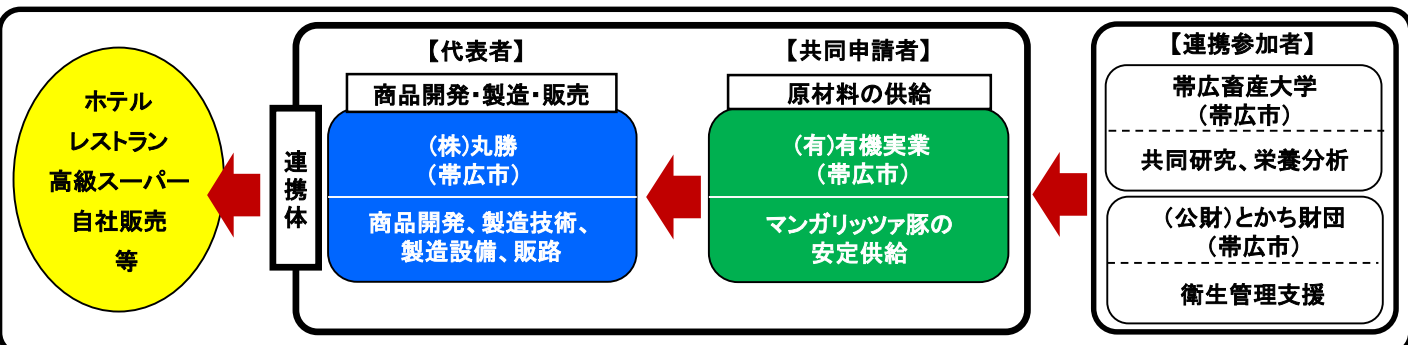 ホテル
レストラン
高級スーパー
自社販売
等
連携体
【代表者】
商品開発・製造・販売
(株)丸勝
(帯広市)
商品開発、製造技術、
製造設備、販路
【共同申請者】
原材料の供給
(有)有機実業
(帯広市)
マンガリッツァ豚の
安定供給
【連携参加者】
帯広畜産大学
(帯広市)
共同研究、栄養分析
(公財)とかち財団
(帯広市)
衛生管理支援